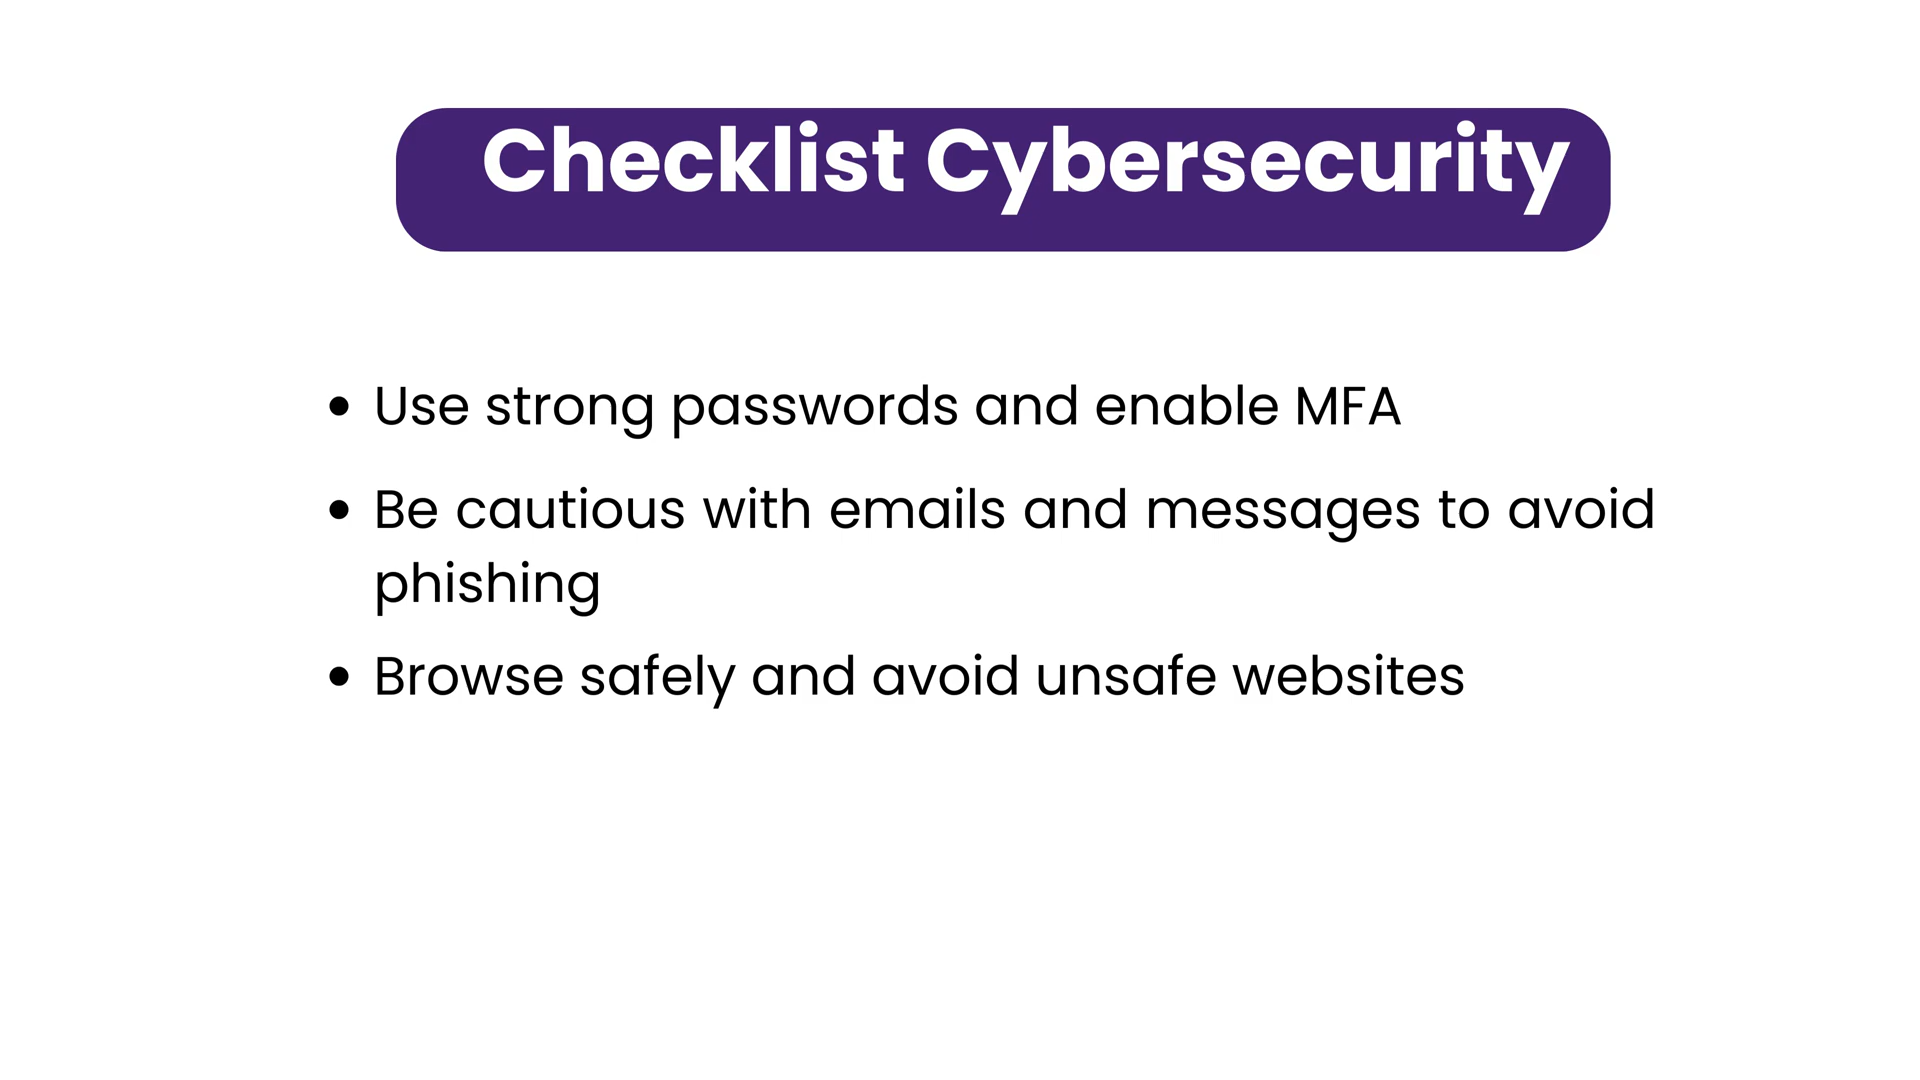 Checklist Cybersecurity
• Use strong passwords and enable MFA
• Be cautious with emails and messages to avoid
phishing
• Browse safely and avoid unsafe websites